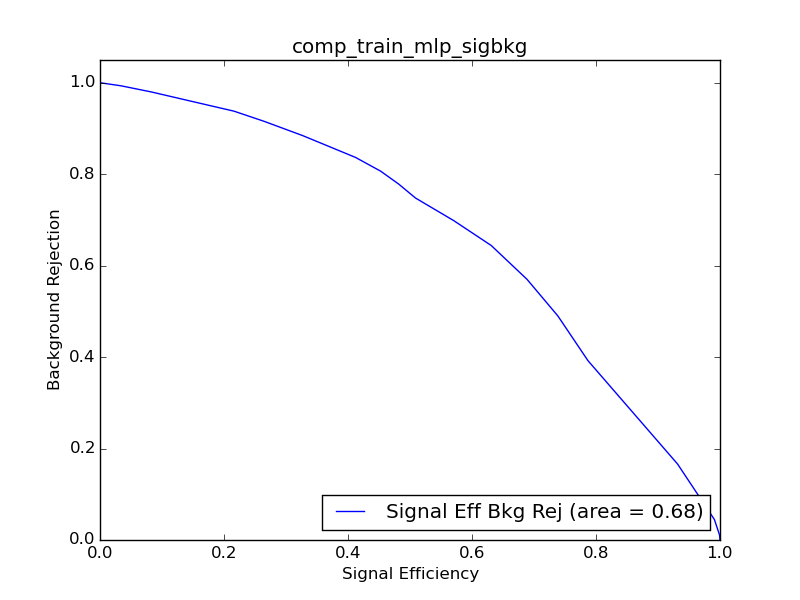 comp_train_mlp_sigbkg
1.0
0.8
0.6
0.4
0.2
0.0
Background Rejection
Signal Eff Bkg Rej (area = 0.68)
0.0 0.2 0.4 0.6 0.8 1.0
Signal Efficiency